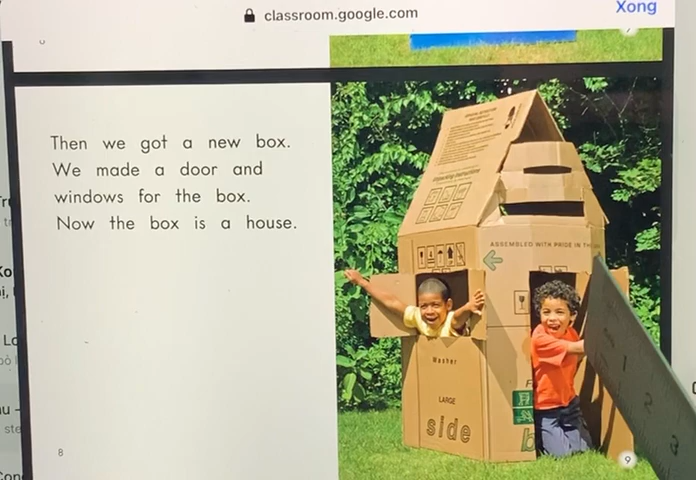 classroom.google.com
Xong
Then we got a new box.
We made a door and
windows for the box.
Now the box is a house.
ASSEMBLED WITH PRIDE IN THE
Washer
LARGE
side
8
9